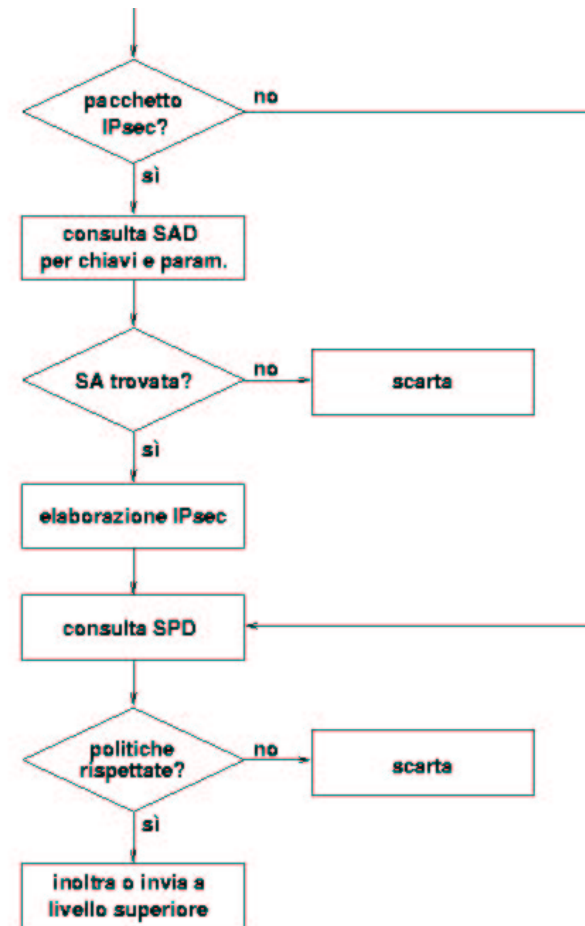 pacchetto
IPsec?
no
sì
consulta SAD
per chiavi e param.
SA trovata?
no
scarta
sì
elaborazione IPsec
consulta SPD
politiche
rispettate?
no
scarta
sì
inoltra o invia a
livello superiore